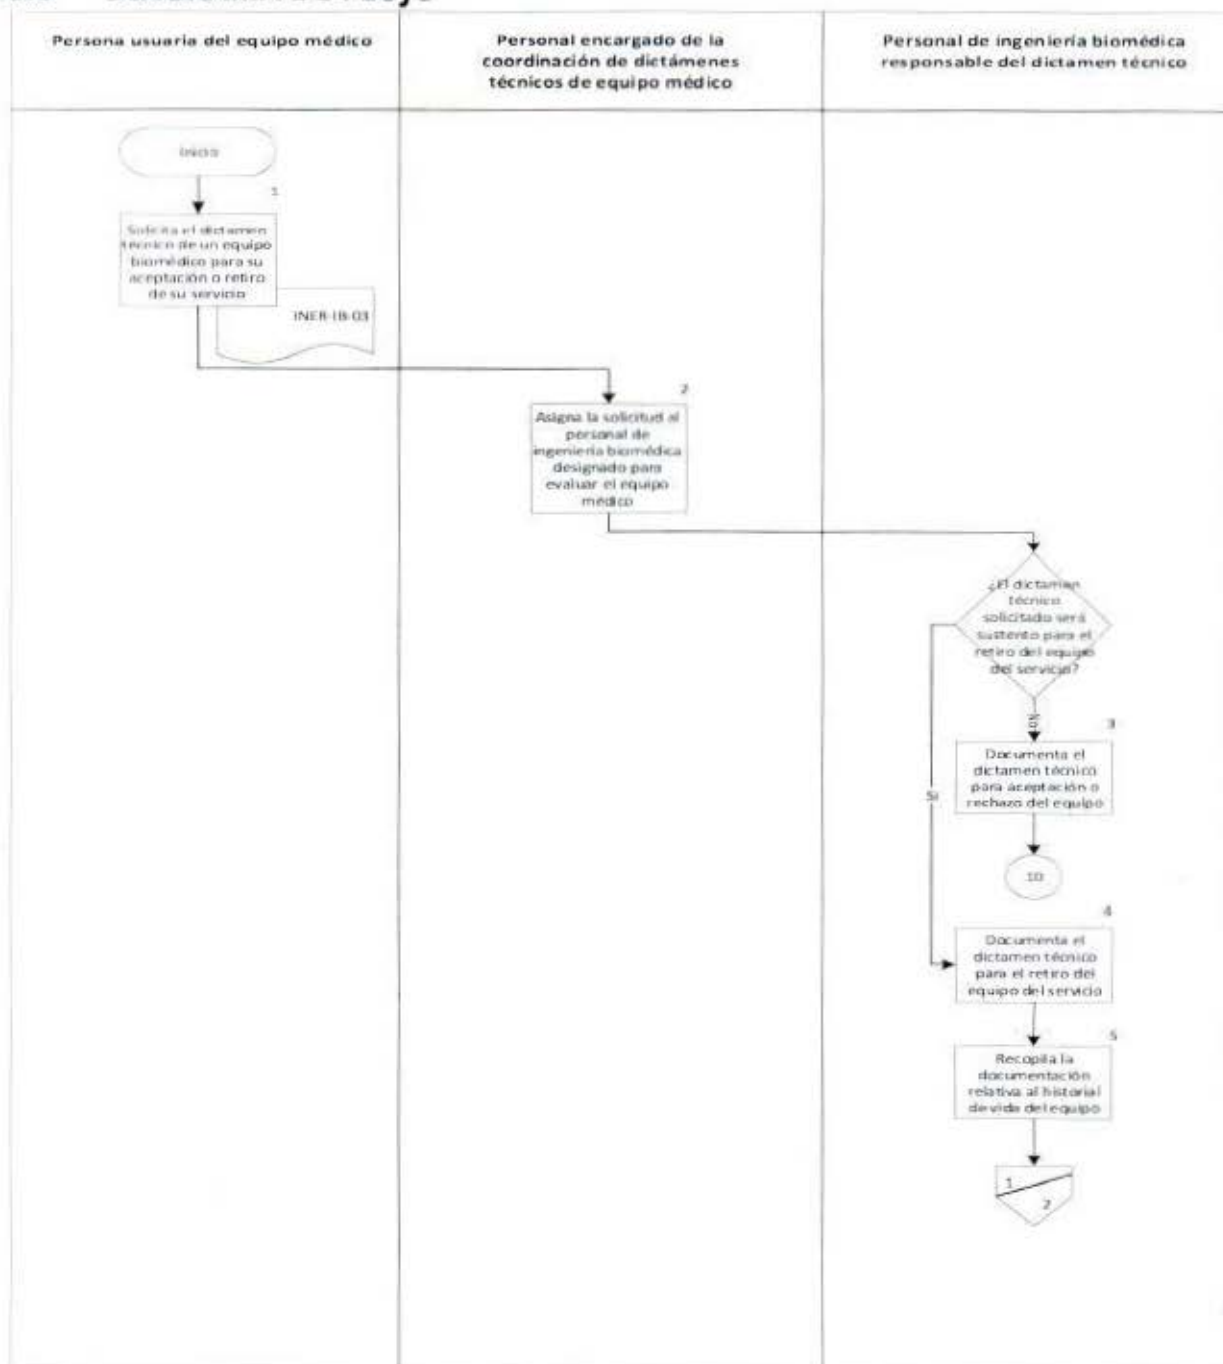 Persona usuaria del equipo médico
Personal encargado de la
coordinación de dictámenes
técnicos de equipo médico
Personal de ingeniería biomédica
responsable del dictamen técnico
INICIO
1
Solicita el dictamen
técnico de un equipo
biomédico para su
aceptación o retiro
de su servicio
INER-IB-03
2
Asigna la solicitud al
personal de
ingeniería biomédica
designado para
evaluar el equipo
médico
¿El dictamen
técnico
solicitado será
sustento para el
retiro del equipo
del servicio?
No
3
Documenta el
dictamen técnico
para aceptación o
rechazo del equipo
Si
10
4
Documenta el
dictamen técnico
para el retiro del
equipo del servicio
5
Recopila la
documentación
relativa al historial
de vida del equipo
1
2